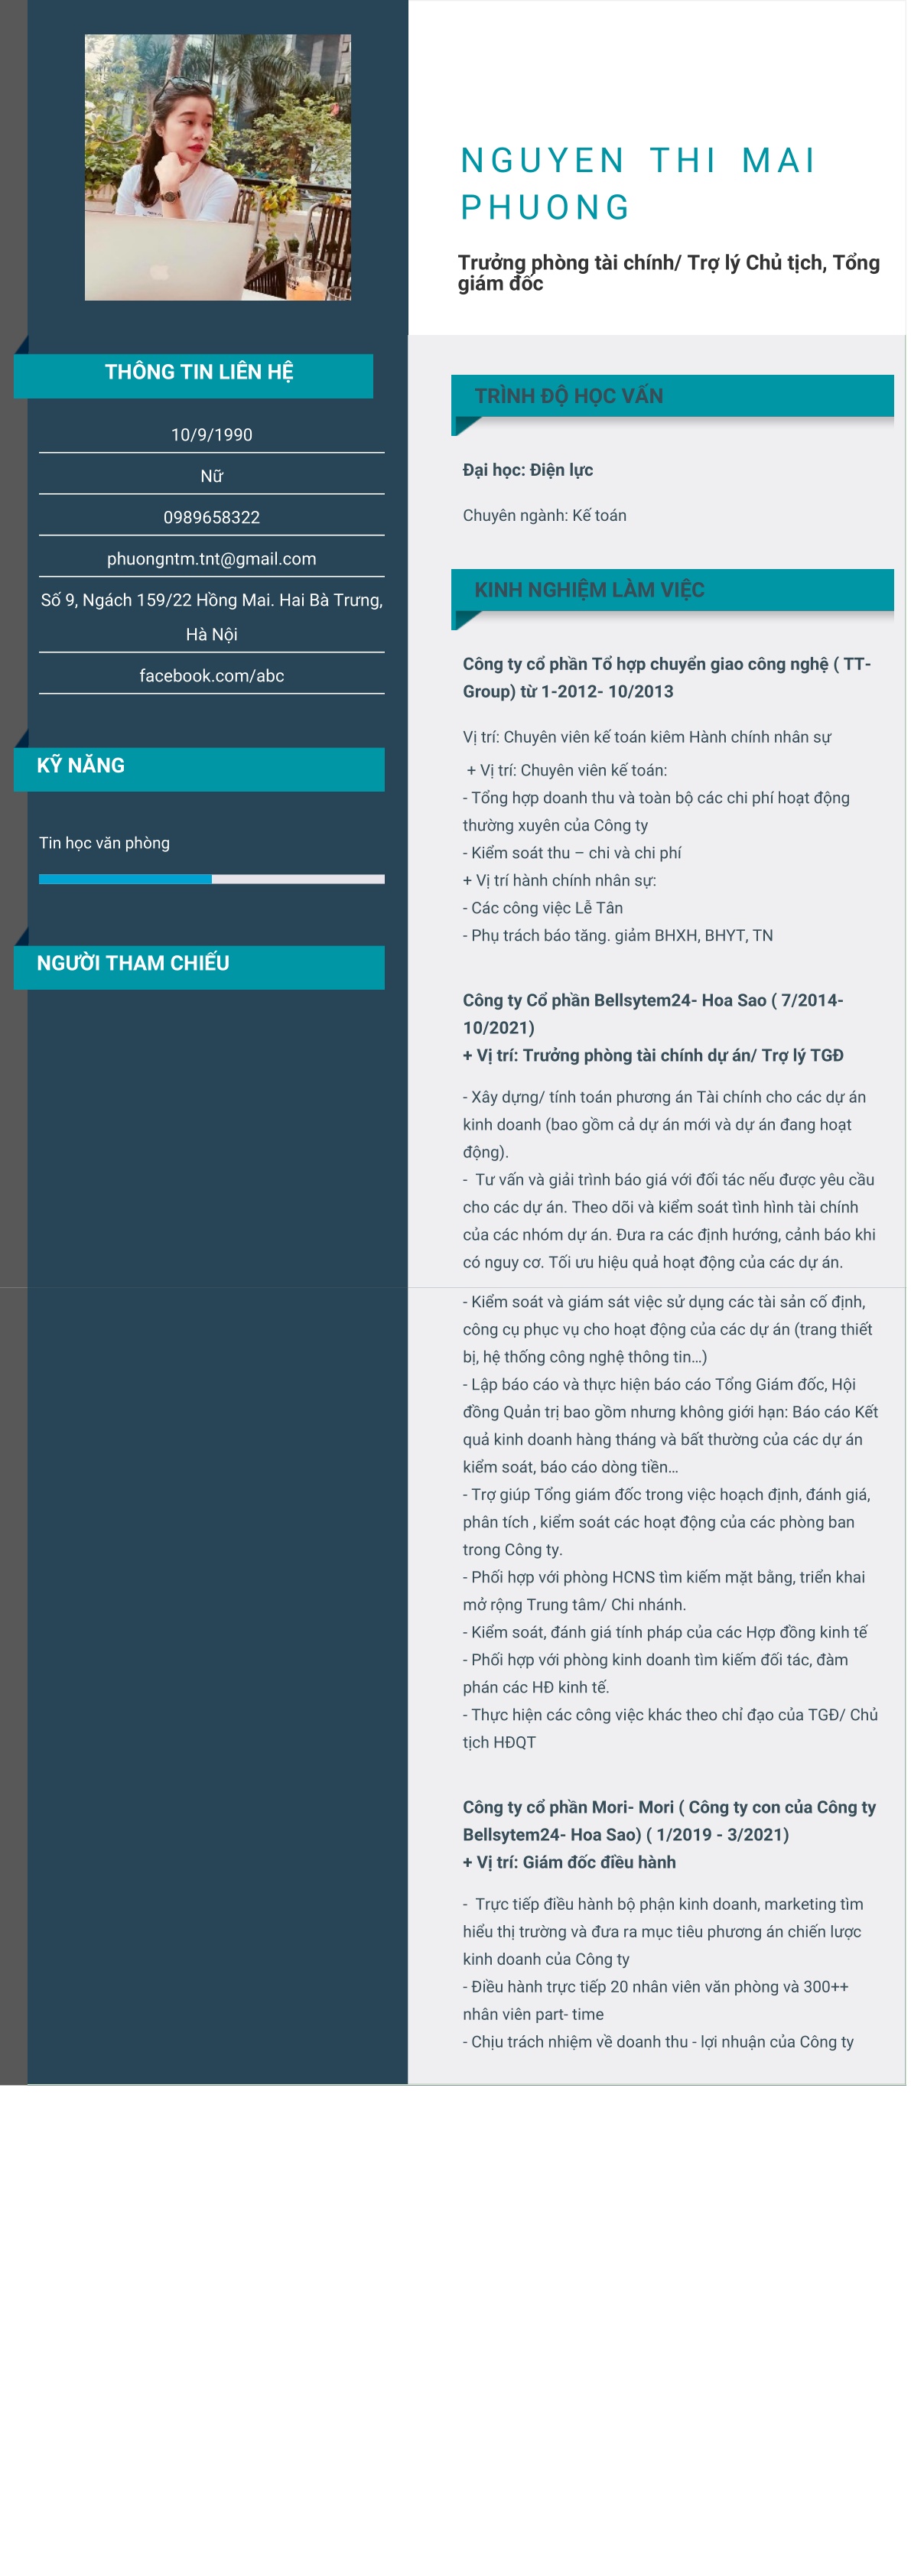 NGUYEN THI MAI
PHUONG
Trưởng phòng tài chính/ Trợ lý Chủ tịch, Tổng
giám đốc
THÔNG TIN LIÊN HỆ
10/9/1990
Nữ
0989658322
phuongntm.tnt@gmail.com
Số 9, Ngách 159/22 Hồng Mai. Hai Bà Trưng,
Hà Nội
facebook.com/abc
KỸ NĂNG
Tin học văn phòng
NGƯỜI THAM CHIẾU
TRÌNH ĐỘ HỌC VẤN
Đại học: Điện lực
Chuyên ngành: Kế toán
KINH NGHIỆM LÀM VIỆC
Công ty cổ phần Tổ hợp chuyển giao công nghệ ( TT-
Group) từ 1-2012- 10/2013
Vị trí: Chuyên viên kế toán kiêm Hành chính nhân sự
+ Vị trí: Chuyên viên kế toán:
- Tổng hợp doanh thu và toàn bộ các chi phí hoạt động
thường xuyên của Công ty
- Kiểm soát thu – chi và chi phí
+ Vị trí hành chính nhân sự:
- Các công việc Lễ Tân
- Phụ trách báo tăng. giảm BHXH, BHYT, TN
Công ty Cổ phần Bellsytem24- Hoa Sao ( 7/2014-
10/2021)
+ Vị trí: Trưởng phòng tài chính dự án/ Trợ lý TGĐ
- Xây dựng/ tính toán phương án Tài chính cho các dự án
kinh doanh (bao gồm cả dự án mới và dự án đang hoạt
động).
- Tư vấn và giải trình báo giá với đối tác nếu được yêu cầu
cho các dự án. Theo dõi và kiểm soát tình hình tài chính
của các nhóm dự án. Đưa ra các định hướng, cảnh báo khi
có nguy cơ. Tối ưu hiệu quả hoạt động của các dự án.
- Kiểm soát và giám sát việc sử dụng các tài sản cố định,
công cụ phục vụ cho hoạt động của các dự án (trang thiết
bị, hệ thống công nghệ thông tin...)
- Lập báo cáo và thực hiện báo cáo Tổng Giám đốc, Hội
đồng Quản trị bao gồm nhưng không giới hạn: Báo cáo Kết
quả kinh doanh hàng tháng và bất thường của các dự án
kiểm soát, báo cáo dòng tiền...
- Trợ giúp Tổng giám đốc trong việc hoạch định, đánh giá,
phân tích , kiểm soát các hoạt động của các phòng ban
trong Công ty.
- Phối hợp với phòng HCNS tìm kiếm mặt bằng, triển khai
mở rộng Trung tâm/ Chi nhánh.
- Kiểm soát, đánh giá tính pháp của các Hợp đồng kinh tế
- Phối hợp với phòng kinh doanh tìm kiếm đối tác, đàm
phán các HĐ kinh tế.
- Thực hiện các công việc khác theo chỉ đạo của TGĐ/ Chủ
tịch HĐQT
Công ty cổ phần Mori- Mori ( Công ty con của Công ty
Bellsytem24- Hoa Sao) ( 1/2019 - 3/2021)
+ Vị trí: Giám đốc điều hành
- Trực tiếp điều hành bộ phận kinh doanh, marketing tìm
hiểu thị trường và đưa ra mục tiêu phương án chiến lược
kinh doanh của Công ty
- Điều hành trực tiếp 20 nhân viên văn phòng và 300++
nhân viên part- time
- Chịu trách nhiệm về doanh thu - lợi nhuận của Công ty